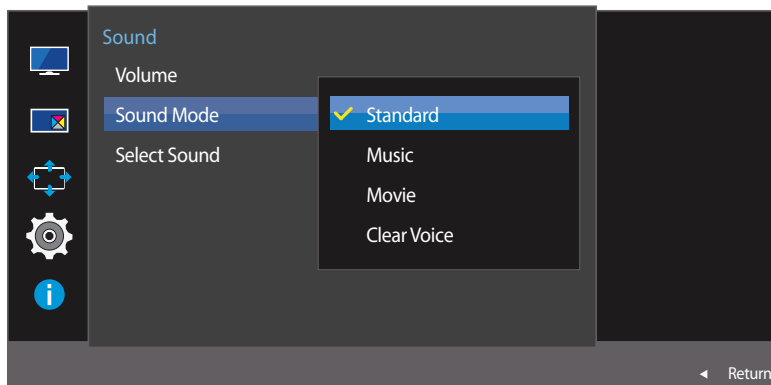 Sound
Volume
Sound Mode
Select Sound
Standard
Music
Movie
Clear Voice
i
◄ Return